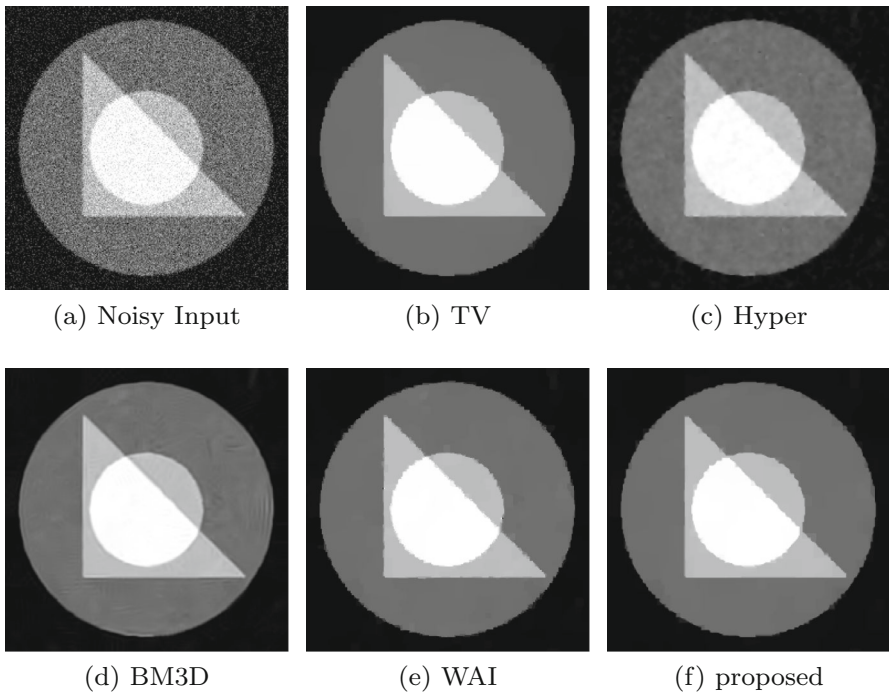 (a) Noisy Input
(b) TV
(c) Hyper
(d) BM3D
(e) WAI
(f) proposed